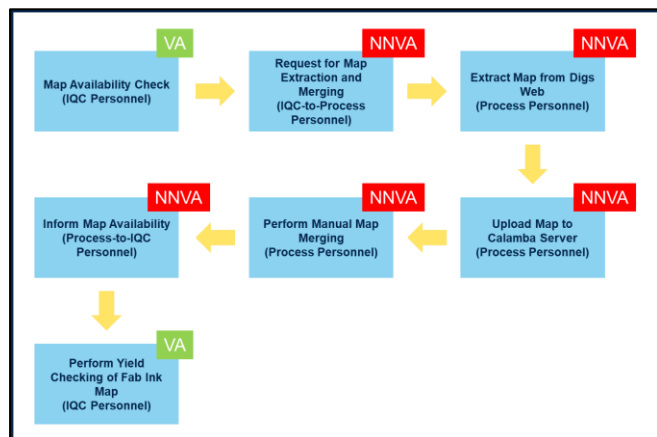 VA
Map Availability Check
(IQC Personnel)
NNVA
Request for Map
Extraction and
Merging
(IQC-to-Process
Personnel)
NNVA
Extract Map from Digs
Web
(Process Personnel)
NNVA
Upload Map to
Calamba Server
(Process Personnel)
NNVA
Perform Manual Map
Merging
(Process Personnel)
NNVA
Inform Map Availability
(Process-to-IQC
Personnel)
VA
Perform Yield
Checking of Fab Ink
Map
(IQC Personnel)